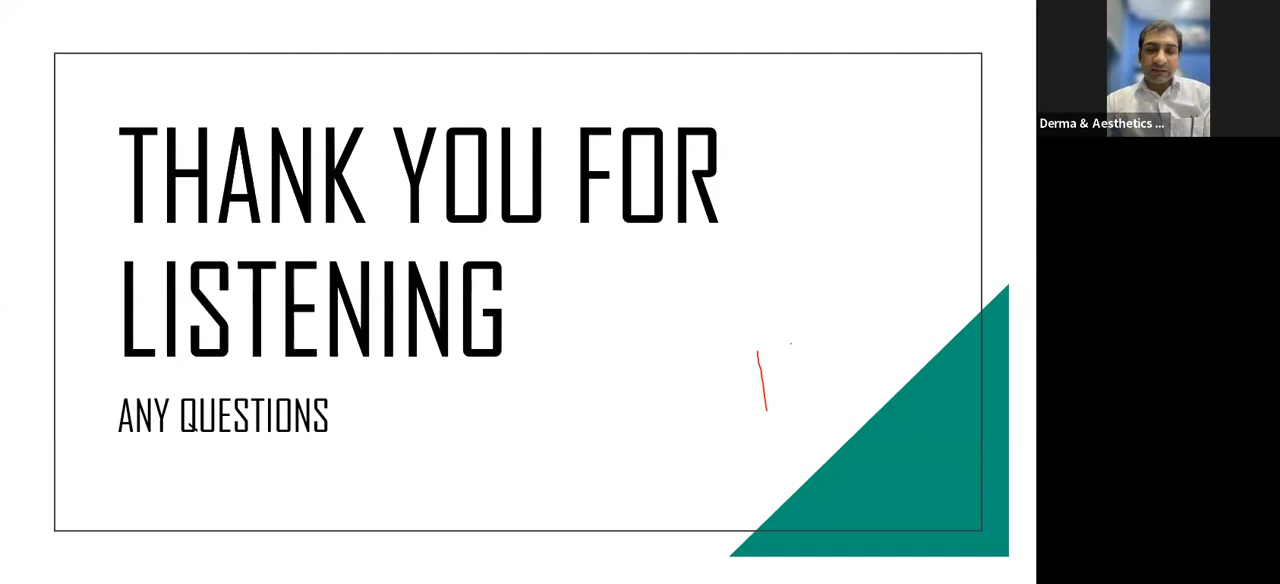 THANK YOU FOR
LISTENING
ANY QUESTIONS
Derma & Aesthetics ...